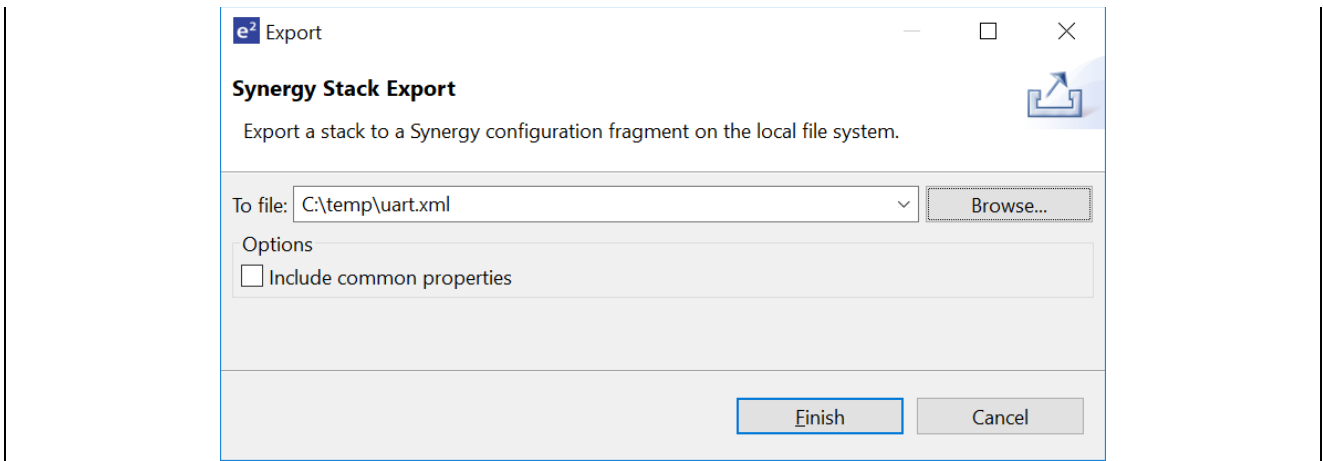 e² Export
Synergy Stack Export
Export a stack to a Synergy configuration fragment on the local file system.
To file: C:\temp\uart.xml Browse...
Options
Include common properties
Finish Cancel